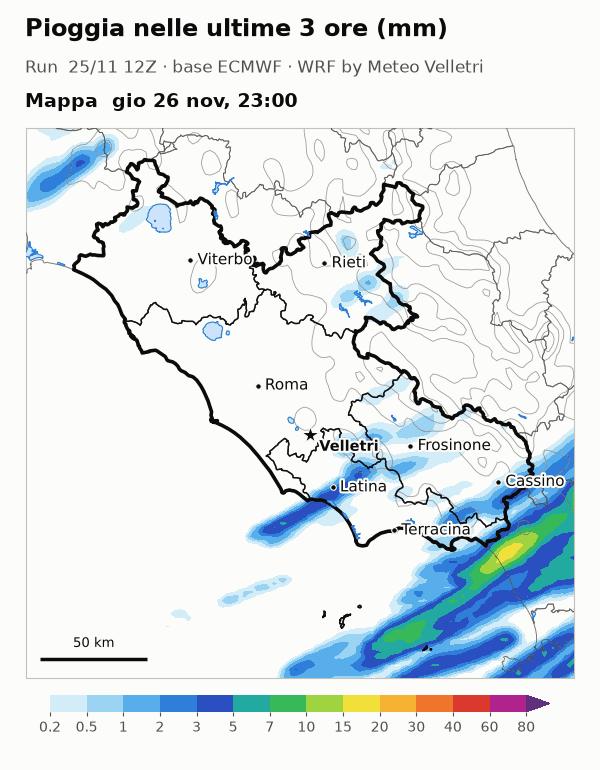 Pioggia nelle ultime 3 ore (mm)
Run  25/11 12Z · base ECMWF · WRF by Meteo Velletri
Mappa  gio 26 nov, 23:00
Viterbo
Rieti
Roma
Velletri
Frosinone
Latina
Cassino
Terracina
50 km
0.2 0.5 1 2 3 5 7 10 15 20 30 40 60 80